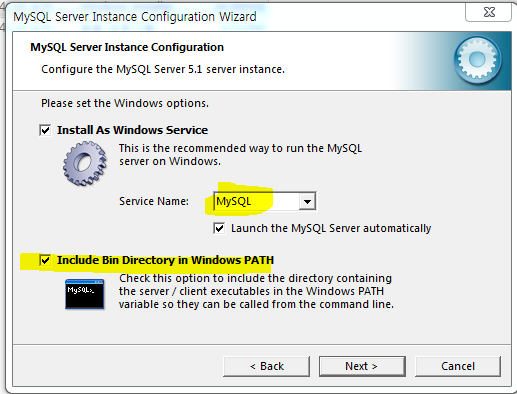 MySQL Server Instance Configuration Wizard
MySQL Server Instance Configuration
Configure the MySQL Server 5.1 server instance.
Please set the Windows options.
Install As Windows Service
This is the recommended way to run the MySQL
server on Windows.
Service Name: MySQL
Launch the MySQL Server automatically
Include Bin Directory in Windows PATH
Check this option to include the directory containing
the server / client executables in the Windows PATH
variable so they can be called from the command line.
MySQL>_
< Back Next > Cancel